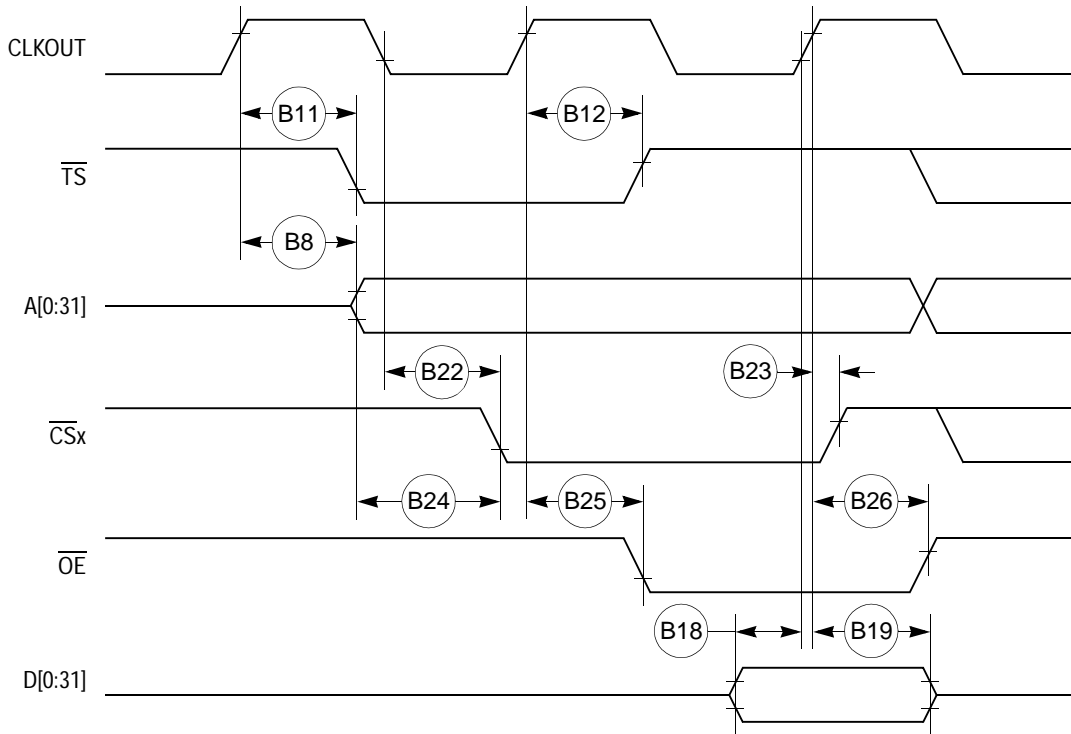 CLKOUT
B11
B12
TS
B8
A[0:31]
B22
B23
CSx
B24
B25
B26
OE
B18
B19
D[0:31]